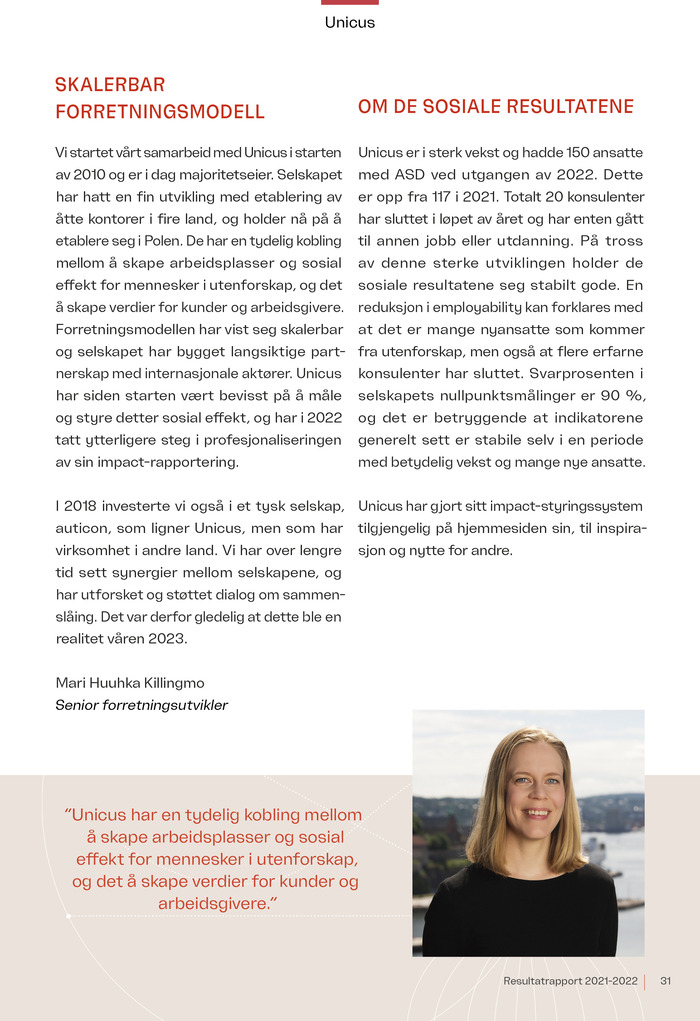 Unicus
SKALERBAR
FORRETNINGSMODELL
Vi startet vårt samarbeid med Unicus i starten
av 2010 og er i dag majoritetseier. Selskapet
har hatt en fin utvikling med etablering av
åtte kontorer i fire land, og holder nå på å
etablere seg i Polen. De har en tydelig kobling
mellom å skape arbeidsplasser og sosial
effekt for mennesker i utenforskap, og det
å skape verdier for kunder og arbeidsgivere.
Forretningsmodellen har vist seg skalerbar
og selskapet har bygget langsiktige part-
nerskap med internasjonale aktører. Unicus
har siden starten vært bevisst på å måle
og styre detter sosial effekt, og har i 2022
tatt ytterligere steg i profesjonaliseringen
av sin impact-rapportering.
I 2018 investerte vi også i et tysk selskap,
auticon, som ligner Unicus, men som har
virksomhet i andre land. Vi har over lengre
tid sett synergier mellom selskapene, og
har utforsket og støttet dialog om sammen-
slåing. Det var derfor gledelig at dette ble en
realitet våren 2023.
Mari Huuhka Killingmo
Senior forretningsutvikler
OM DE SOSIALE RESULTATENE
Unicus er i sterk vekst og hadde 150 ansatte
med ASD ved utgangen av 2022. Dette
er opp fra 117 i 2021. Totalt 20 konsulenter
har sluttet i løpet av året og har enten gått
til annen jobb eller utdanning. På tross
av denne sterke utviklingen holder de
sosiale resultatene seg stabilt gode. En
reduksjon i employability kan forklares med
at det er mange nyansatte som kommer
fra utenforskap, men også at flere erfarne
konsulenter har sluttet. Svarprosenten i
selskapets nullpunktsmålinger er 90 %,
og det er betryggende at indikatorene
generelt sett er stabile selv i en periode
med betydelig vekst og mange nye ansatte.
Unicus har gjort sitt impact-styringssystem
tilgjengelig på hjemmesiden sin, til inspira-
sjon og nytte for andre.
“Unicus har en tydelig kobling mellom
å skape arbeidsplasser og sosial
effekt for mennesker i utenforskap,
og det å skape verdier for kunder og
arbeidsgivere.”
Resultatrapport 2021-2022 31